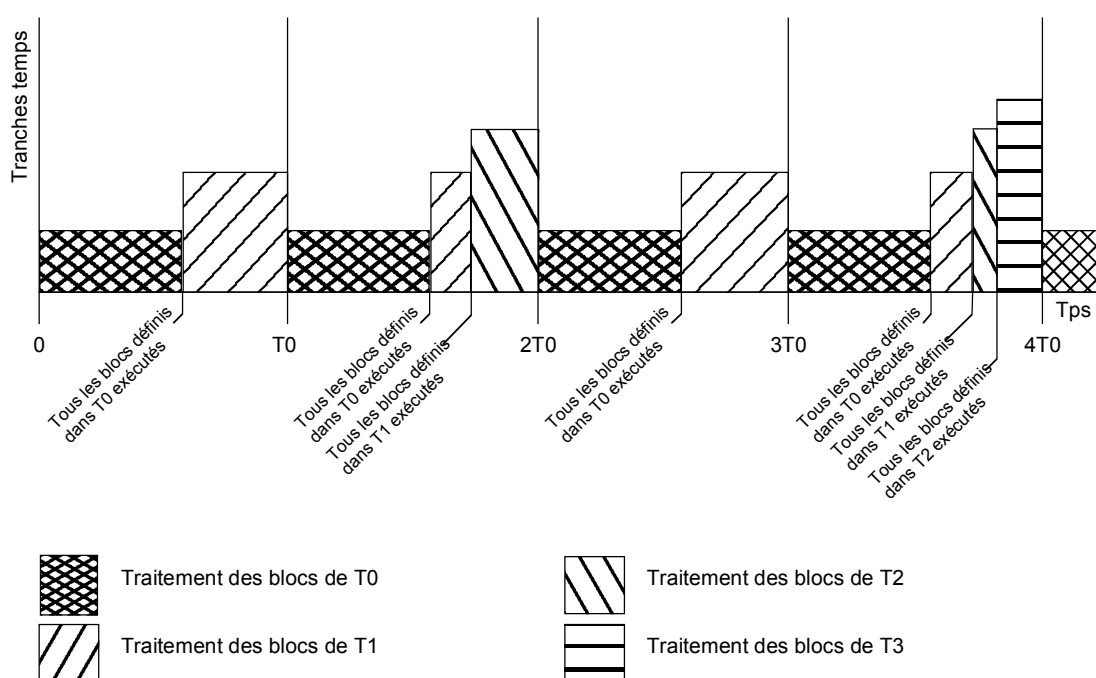 Tranches temps
Tps
0
T0
2T0
3T0
4T0
Tous les blocs définis
dans T0 exécutés
Tous les blocs définis
dans T0 exécutés
Tous les blocs définis
dans T1 exécutés
Tous les blocs définis
dans T0 exécutés
Tous les blocs définis
dans T0 exécutés
Tous les blocs définis
dans T1 exécutés
Tous les blocs définis
dans T2 exécutés
Traitement des blocs de T0
Traitement des blocs de T2
Traitement des blocs de T1
Traitement des blocs de T3